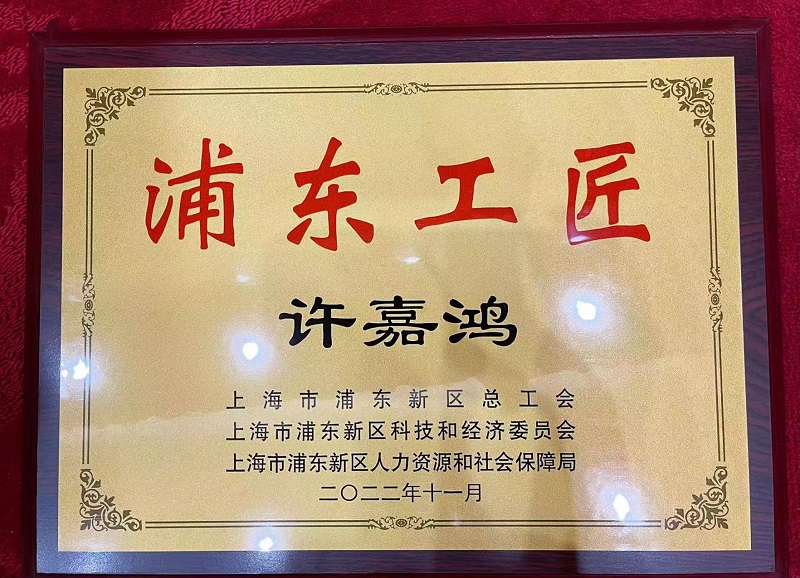 浦东工匠
许嘉鸿
上海市浦东新区总工会
上海市浦东新区科技和经济委员会
上海市浦东新区人力资源和社会保障局
二〇二二年十一月